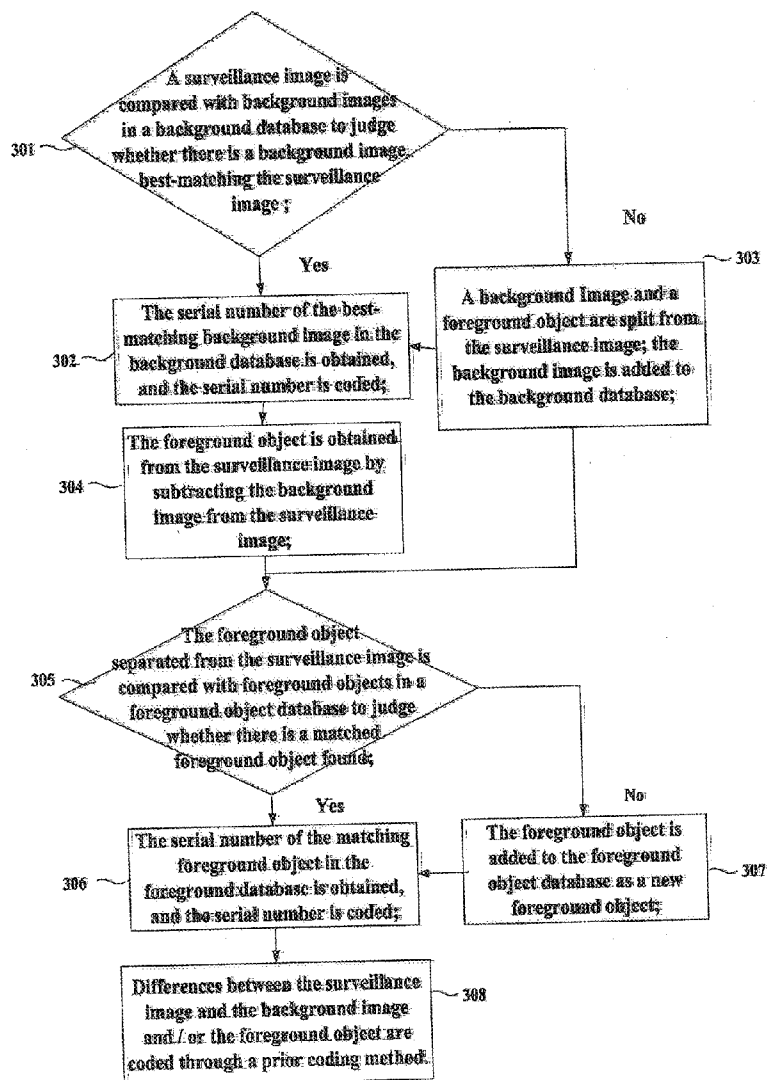 A surveillance image is
compared with background images
in a background database to judge
whether there is a background image
best-matching the surveillance
image ;
301
No
Yes
303
The serial number of the best-
matching background image in the
background database is obtained,
and the serial number is coded;
302
A background Image and a
foreground object are split from
the surveillance image; the
background image is added to
the background database;
The foreground object is obtained
from the surveillance image by
subtracting the background
image from the surveillance
image;
304
The foreground object
separated from the surveillance image is
compared with foreground objects in a
foreground object database to judge
whether there is a matched
foreground object found;
305
Yes
No
The serial number of the matching
foreground object in the
foreground database is obtained,
and the serial number is coded;
306
The foreground object is
added to the foreground
object database as a new
foreground object;
307
Differences between the surveillance
image and the background image
and / or the foreground object are
coded through a prior coding method.
308